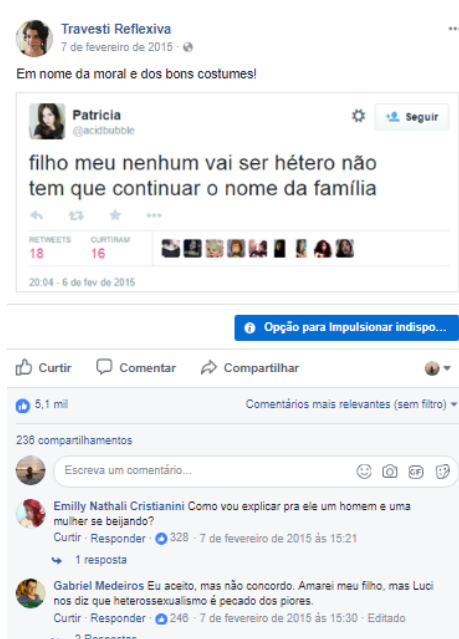 Travesti Reflexiva
7 de fevereiro de 2015 ·
Em nome da moral e dos bons costumes!
Patricia
@acidbubble
Seguir
filho meu nenhum vai ser hétero não
tem que continuar o nome da família
RETWEETS
18
CURTIRAM
16
20:04 - 6 de fev de 2015
Opção para Impulsionar indispo...
Curtir Comentar Compartilhar
5,1 mil
Comentários mais relevantes (sem filtro)
236 compartilhamentos
Escreva um comentário...
GIF
Emilly Nathali Cristianini Como vou explicar pra ele um homem e uma
mulher se beijando?
Curtir · Responder · 328 · 7 de fevereiro de 2015 às 15:21
1 resposta
Gabriel Medeiros Eu aceito, mas não concordo. Amarei meu filho, mas Luci
nos diz que heterossexualismo é pecado dos piores.
Curtir · Responder · 246 · 7 de fevereiro de 2015 às 15:30 · Editado
2 Respostas